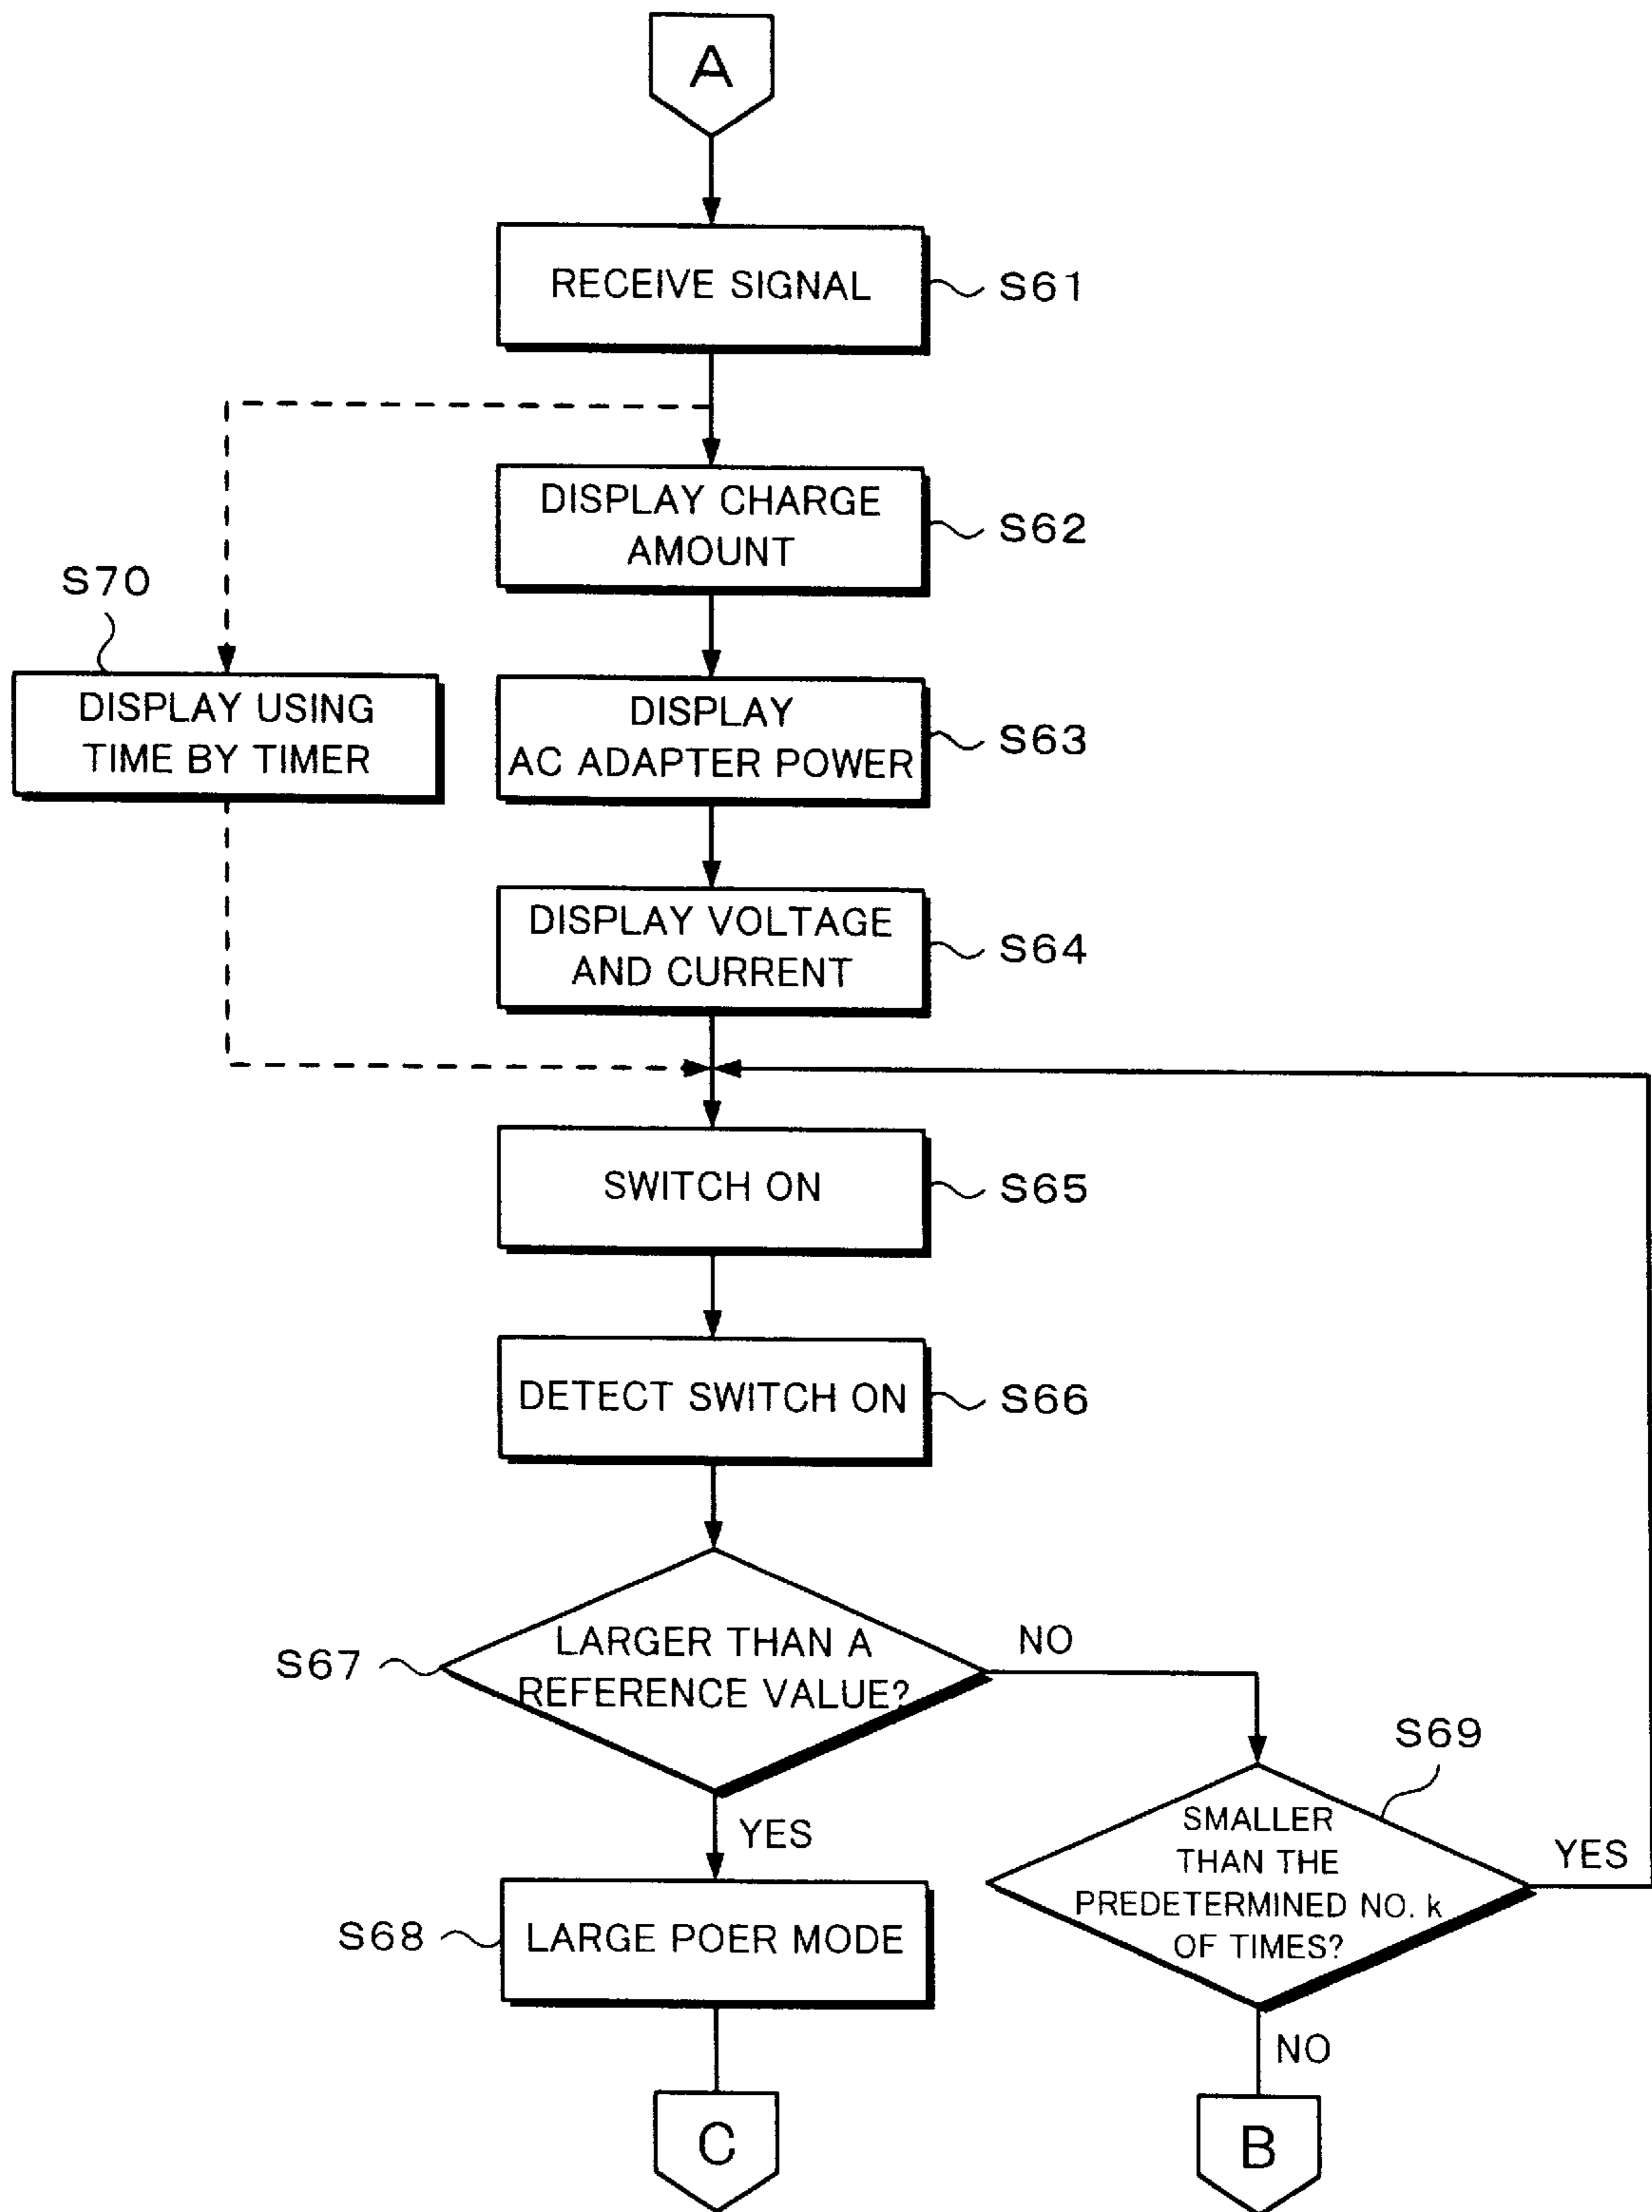 A
RECEIVE SIGNAL
S61
DISPLAY CHARGE
AMOUNT
S62
S70
DISPLAY USING
TIME BY TIMER
DISPLAY
AC ADAPTER POWER
S63
DISPLAY VOLTAGE
AND CURRENT
S64
SWITCH ON
S65
DETECT SWITCH ON
S66
S67
LARGER THAN A
REFERENCE VALUE?
NO
S69
YES
SMALLER
THAN THE
PREDETERMINED NO. k
OF TIMES?
YES
S68
LARGE POER MODE
NO
C
B